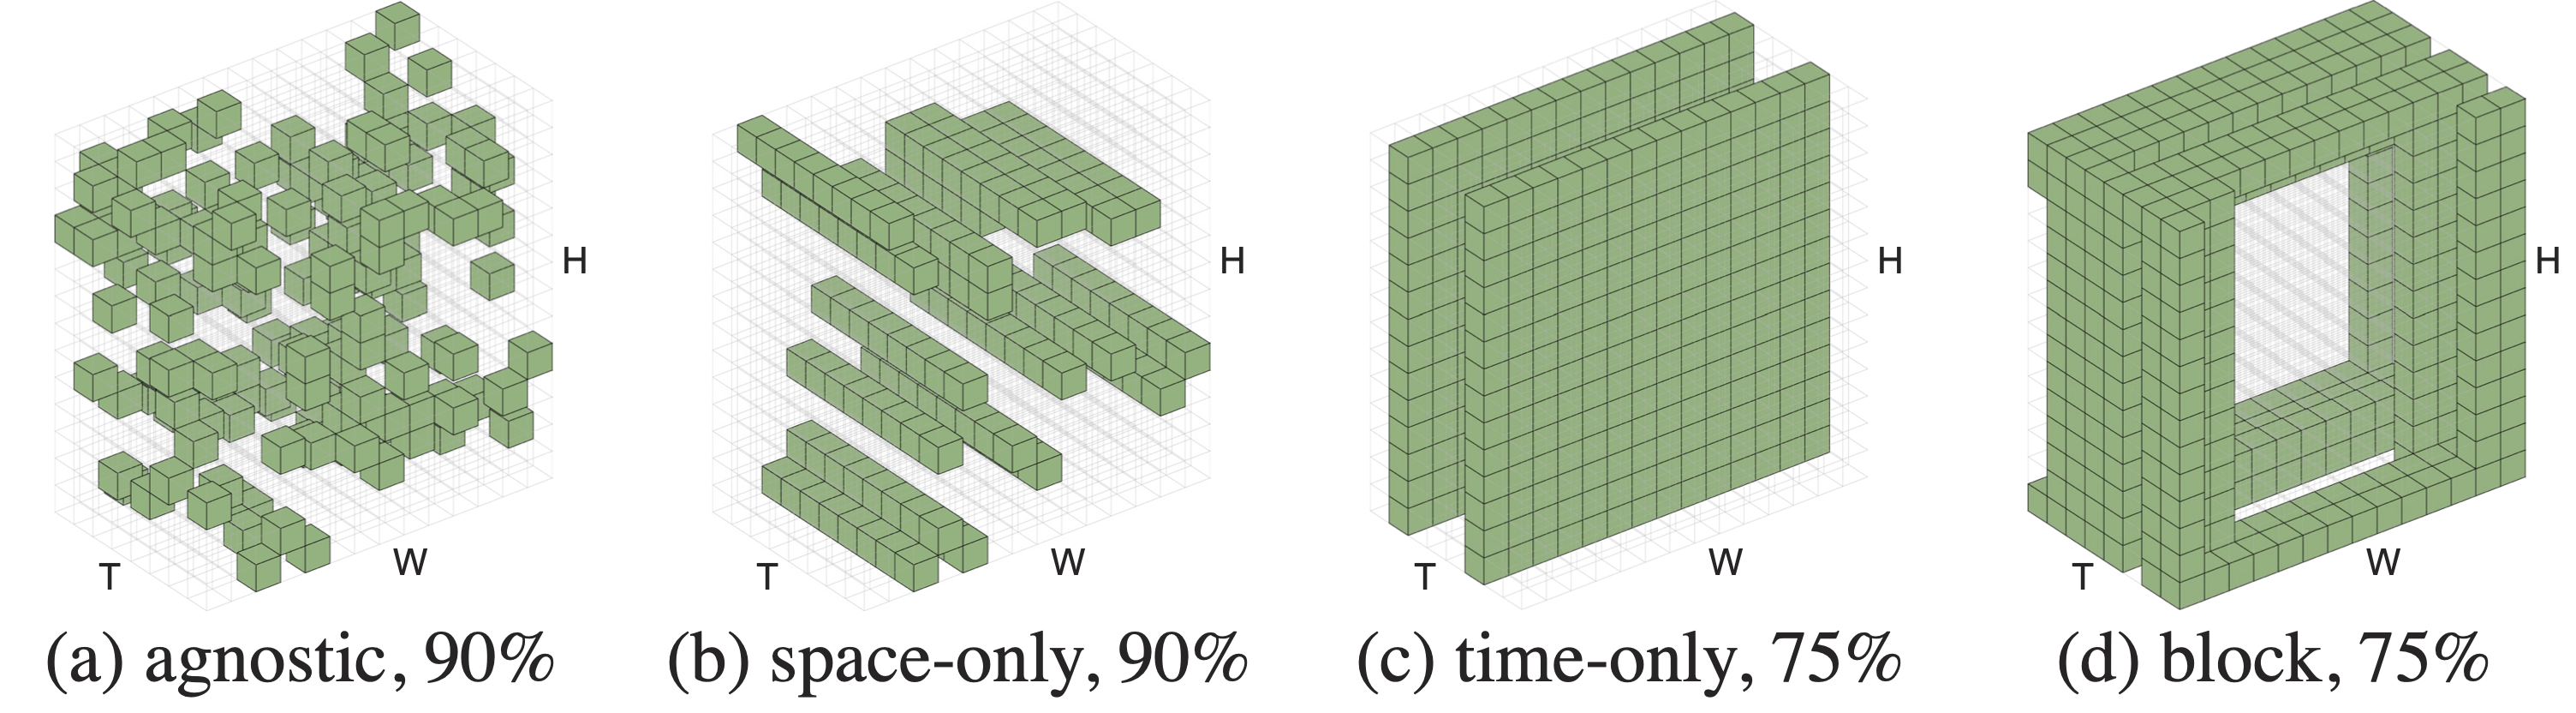 H
T W
H
T W
H
T W
H
T W
(a) agnostic, 90%
(b) space-only, 90%
(c) time-only, 75%
(d) block, 75%